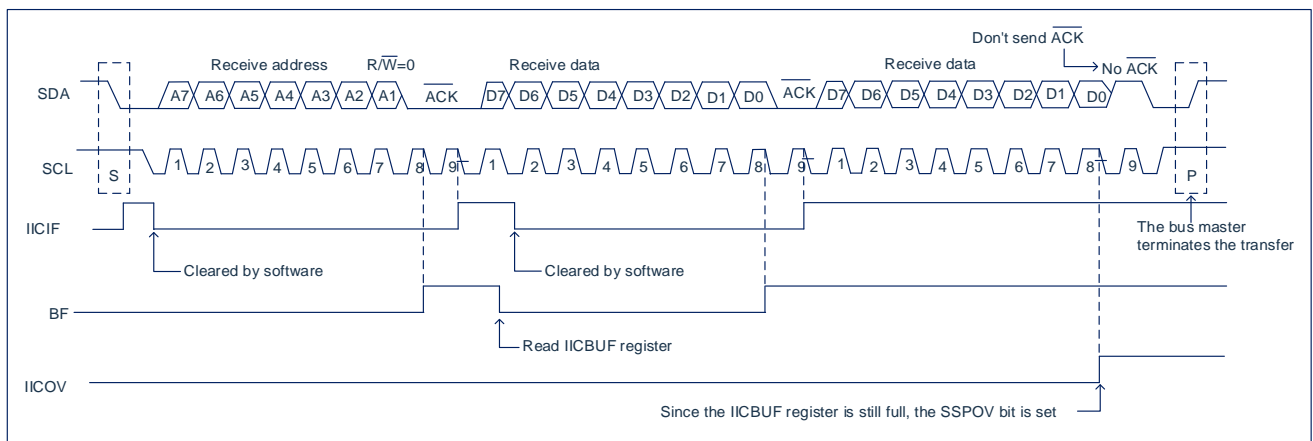 Don't send ACK
Receive address
R/W=0
Receive data
Receive data
No ACK
SDA
A7 A6 A5 A4 A3 A2 A1 ACK D7 D6 D5 D4 D3 D2 D1 D0 ACK D7 D6 D5 D4 D3 D2 D1 D0
SCL
S 1 2 3 4 5 6 7 8 9 1 2 3 4 5 6 7 8 9 1 2 3 4 5 6 7 8 9 P
IICIF
The bus master
terminates the transfer
Cleared by software
Cleared by software
BF
Read IICBUF register
IICOV
Since the IICBUF register is still full, the SSPOV bit is set